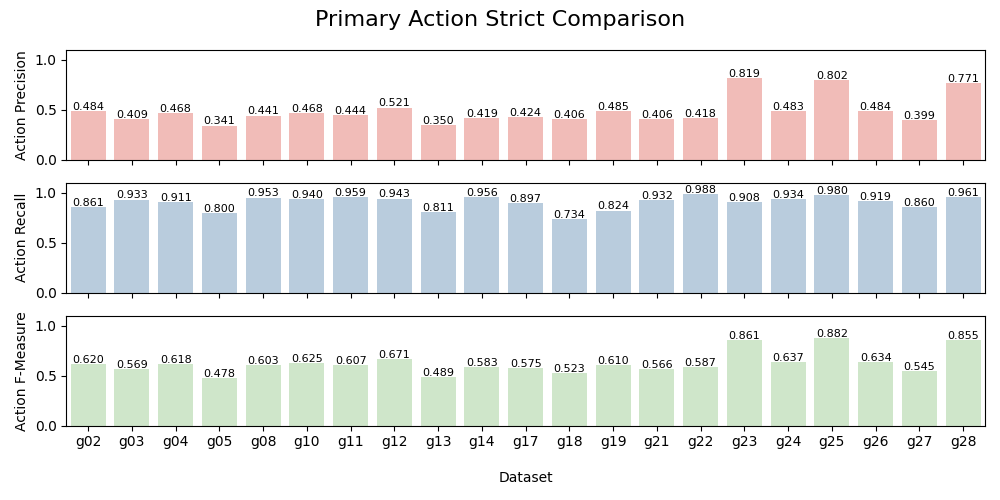 Primary Action Strict Comparison
Action Precision
1.0
0.5
0.0
0.484 0.409 0.468 0.341 0.441 0.468 0.444 0.521 0.350 0.419 0.424 0.406 0.485 0.406 0.418 0.819 0.483 0.802 0.484 0.399 0.771
Action Recall
1.0
0.5
0.0
0.861 0.933 0.911 0.800 0.953 0.940 0.959 0.943 0.811 0.956 0.897 0.734 0.824 0.932 0.988 0.908 0.934 0.980 0.919 0.860 0.961
Action F-Measure
1.0
0.5
0.0
0.620 0.569 0.618 0.478 0.603 0.625 0.607 0.671 0.489 0.583 0.575 0.523 0.610 0.566 0.587 0.861 0.637 0.882 0.634 0.545 0.855
g02 g03 g04 g05 g08 g10 g11 g12 g13 g14 g17 g18 g19 g21 g22 g23 g24 g25 g26 g27 g28
Dataset